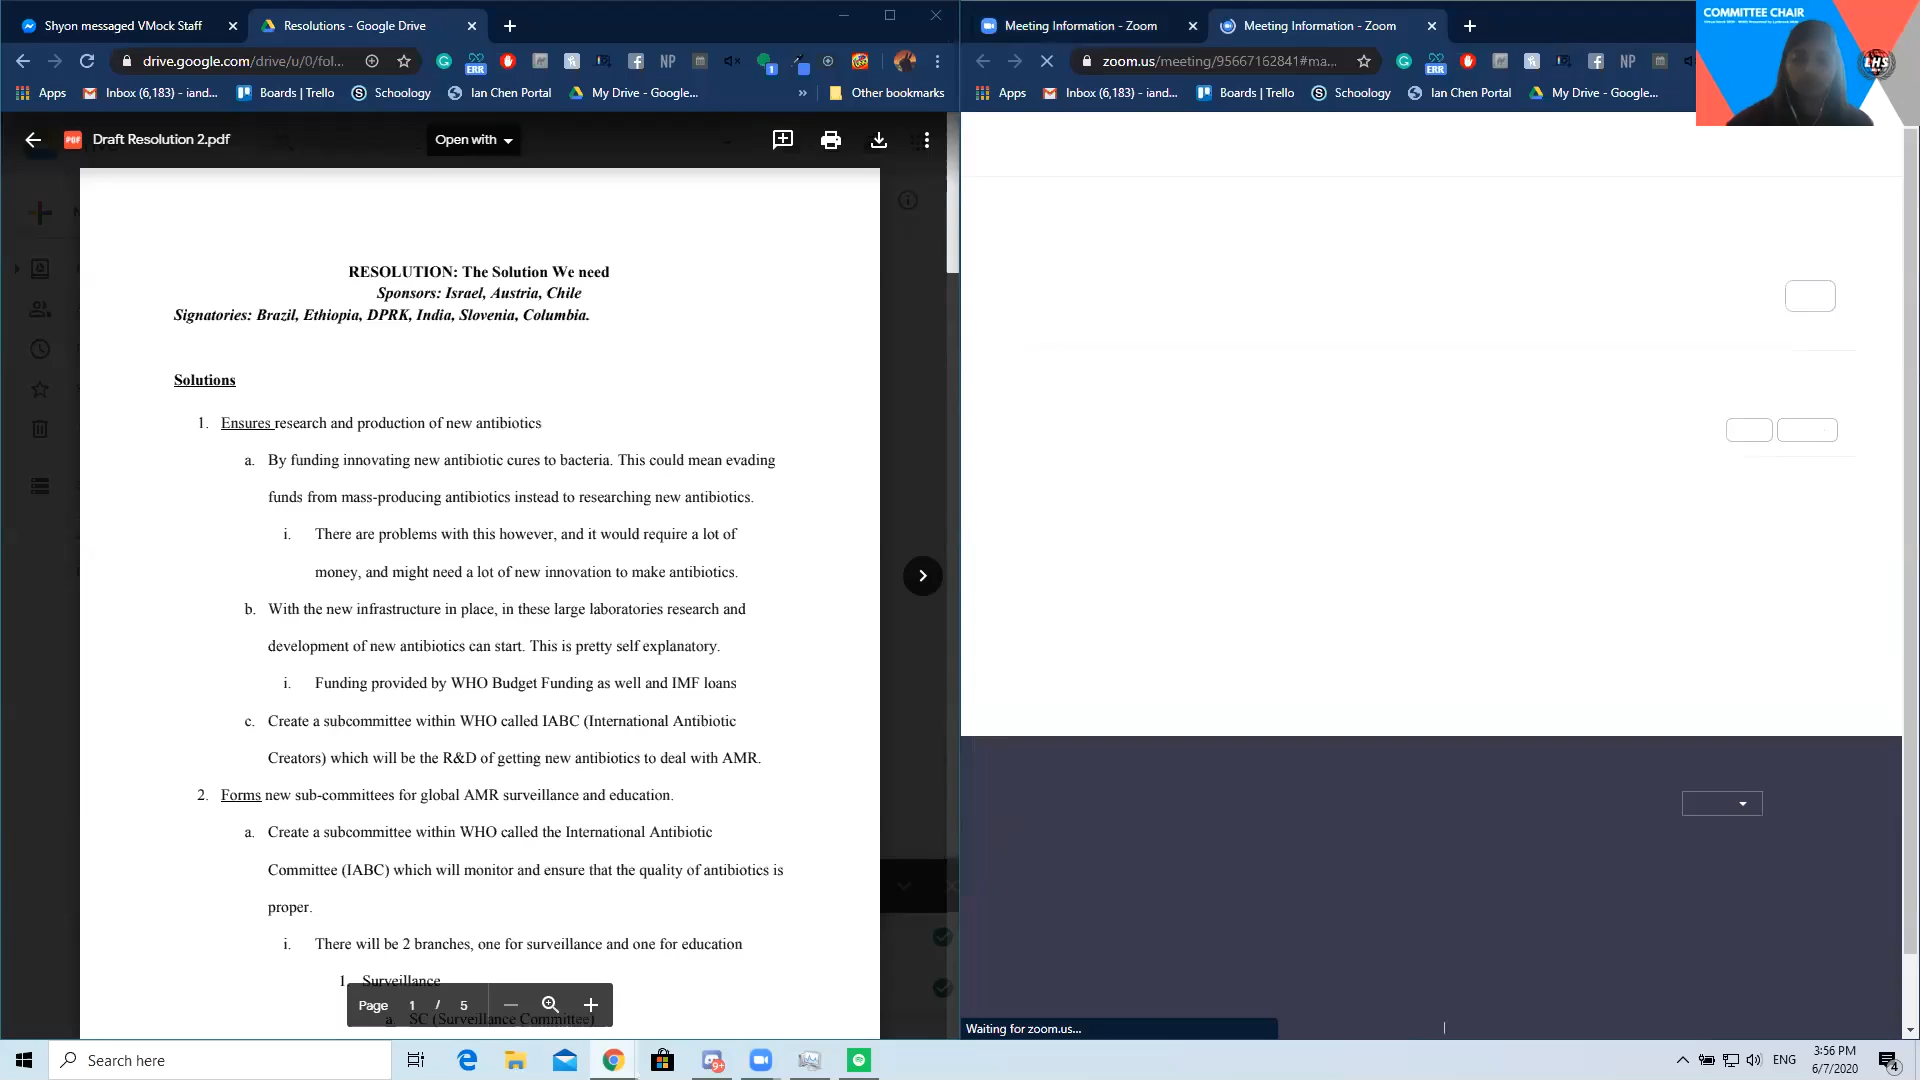 Shyon messaged VMock Staff
Resolutions - Google Drive
drive.google.com/drive/u/0/fol...
ERR
1
NP
Apps
Inbox (6,183) - iand...
Boards | Trello
Schoology
Ian Chen Portal
My Drive - Google...
»
Other bookmarks
PDF
Draft Resolution 2.pdf
Open with
RESOLUTION: The Solution We need
Sponsors: Israel, Austria, Chile
Signatories: Brazil, Ethiopia, DPRK, India, Slovenia, Columbia.
Solutions
1. Ensures research and production of new antibiotics
a. By funding innovating new antibiotic cures to bacteria. This could mean evading
funds from mass-producing antibiotics instead to researching new antibiotics.
i. There are problems with this however, and it would require a lot of
money, and might need a lot of new innovation to make antibiotics.
b. With the new infrastructure in place, in these large laboratories research and
development of new antibiotics can start. This is pretty self explanatory.
i. Funding provided by WHO Budget Funding as well and IMF loans
c. Create a subcommittee within WHO called IABC (International Antibiotic
Creators) which will be the R&D of getting new antibiotics to deal with AMR.
2. Forms new sub-committees for global AMR surveillance and education.
a. Create a subcommittee within WHO called the International Antibiotic
Committee (IABC) which will monitor and ensure that the quality of antibiotics is
proper.
i. There will be 2 branches, one for surveillance and one for education
1. Surveillance
a. SC (Surveillance Committee)
Page 1 / 5
Meeting Information - Zoom
Meeting Information - Zoom
zoom.us/meeting/95667162841#ma...
ERR
NP
Apps
Inbox (6,183) - iand...
Boards | Trello
Schoology
Ian Chen Portal
My Drive - Google...
COMMITTEE CHAIR
LHS
Waiting for zoom.us...
Search here
9+
ENG
3:56 PM
6/7/2020
4